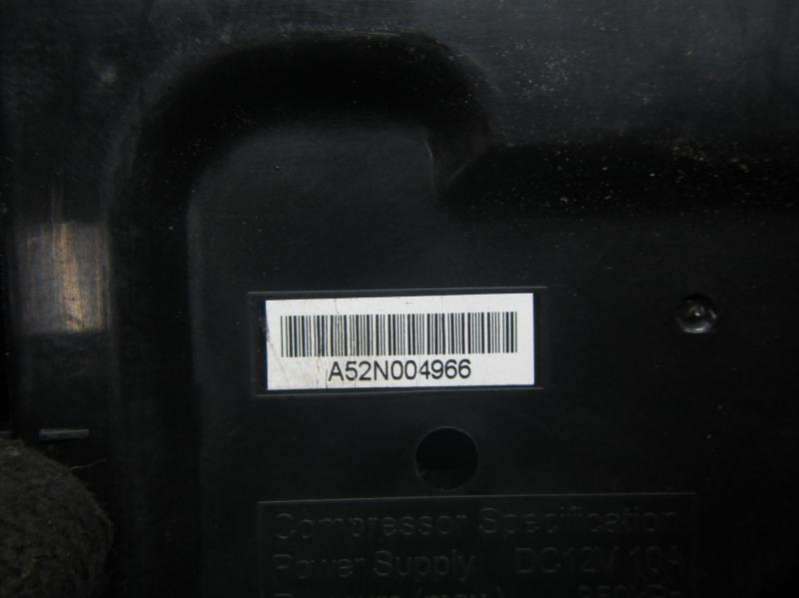 A52N004966
Compressor Specification
Power Supply DC12V 10A